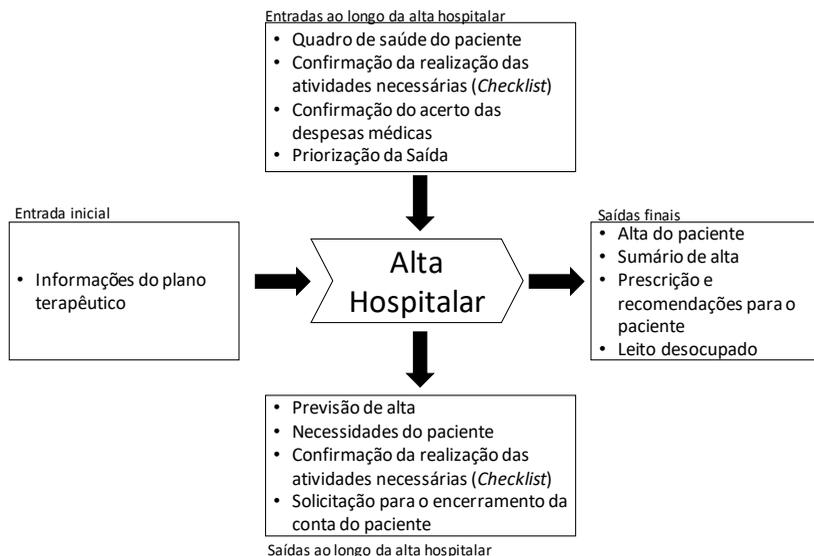 Entradas ao longo da alta hospitalar
• Quadro de saúde do paciente
• Confirmação da realização das
atividades necessárias (Checklist)
• Confirmação do acerto das
despesas médicas
• Priorização da Saída
Entrada inicial
• Informações do plano
terapêutico
Alta
Hospitalar
Saídas finais
• Alta do paciente
• Sumário de alta
• Prescrição e
recomendações para o
paciente
• Leito desocupado
• Previsão de alta
• Necessidades do paciente
• Confirmação da realização das
atividades necessárias (Checklist)
• Solicitação para o encerramento da
conta do paciente
Saídas ao longo da alta hospitalar